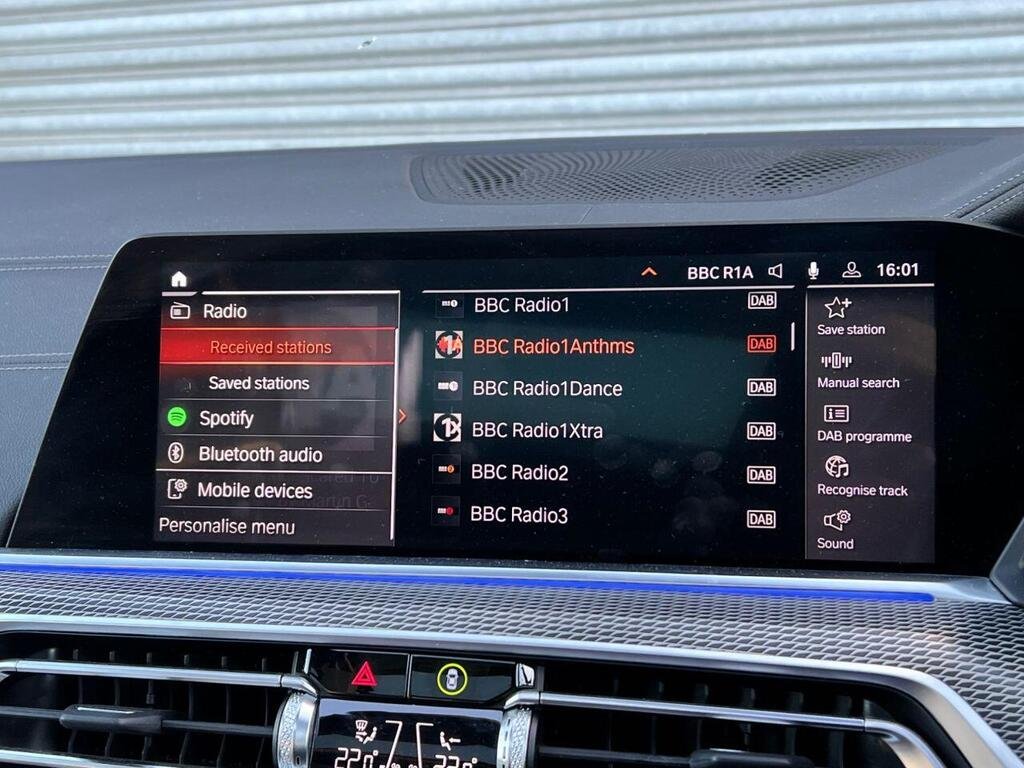 BBC R1A 16:01
Radio
Received stations
Saved stations
Spotify
Bluetooth audio
Mobile devices
Personalise menu
BBC Radio1 DAB
BBC Radio1Anthms DAB
BBC Radio1Dance DAB
BBC Radio1Xtra DAB
BBC Radio2 DAB
BBC Radio3 DAB
Save station
Manual search
DAB programme
Recognise track
Sound